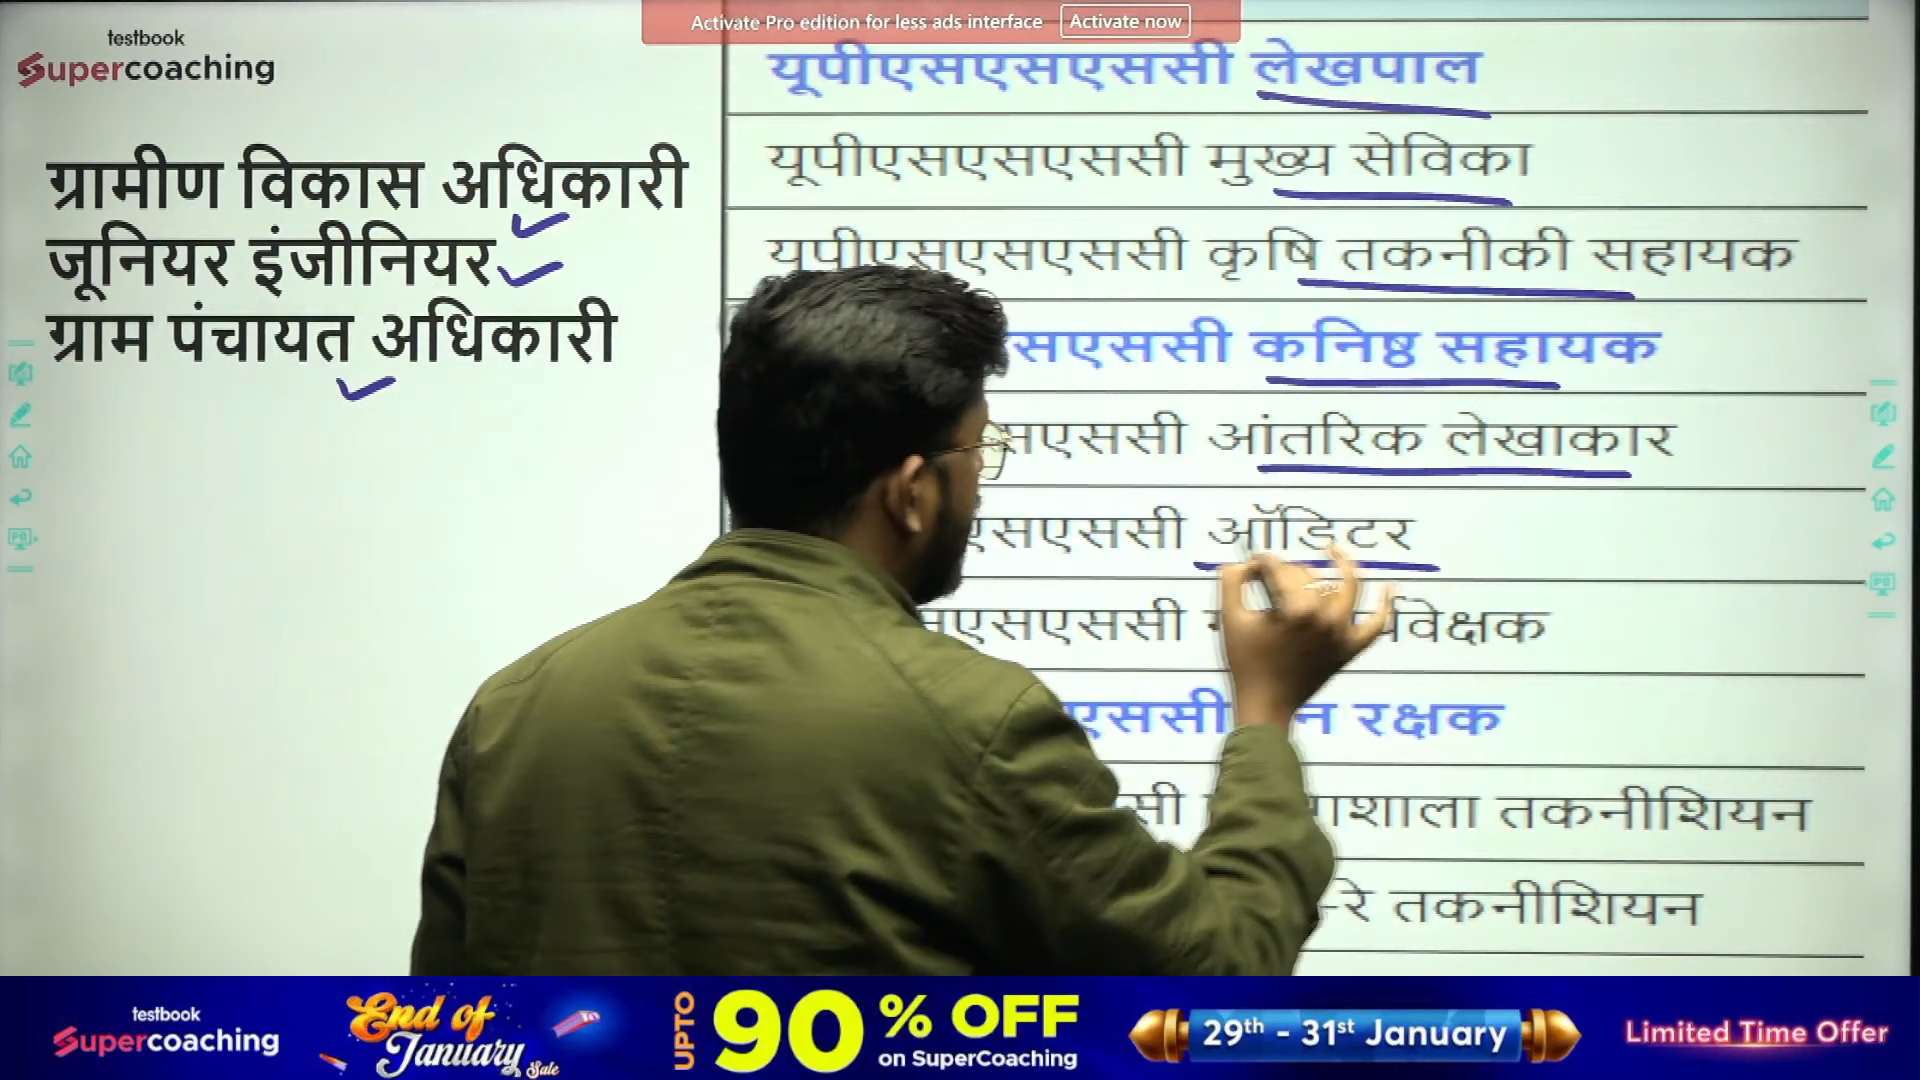 Activate Pro edition for less ads interface Activate now
testbook
Supercoaching
ग्रामीण विकास अधिकारी
जूनियर इंजीनियर
ग्राम पंचायत अधिकारी
यूपीएसएसएससी लेखपाल
यूपीएसएसएससी मुख्य सेविका
यूपीएसएसएससी कृषि तकनीकी सहायक
सएससी कनिष्ठ सहायक
सएससी आंतरिक लेखाकार
एसएससी ऑडिटर
सएसएससी
एससी रक्षक
तकनीशियन
-रे तकनीशियन
testbook
Supercoaching
End of January Sale
UPTO 90% OFF
on SuperCoaching
29th - 31st January
Limited Time Offer